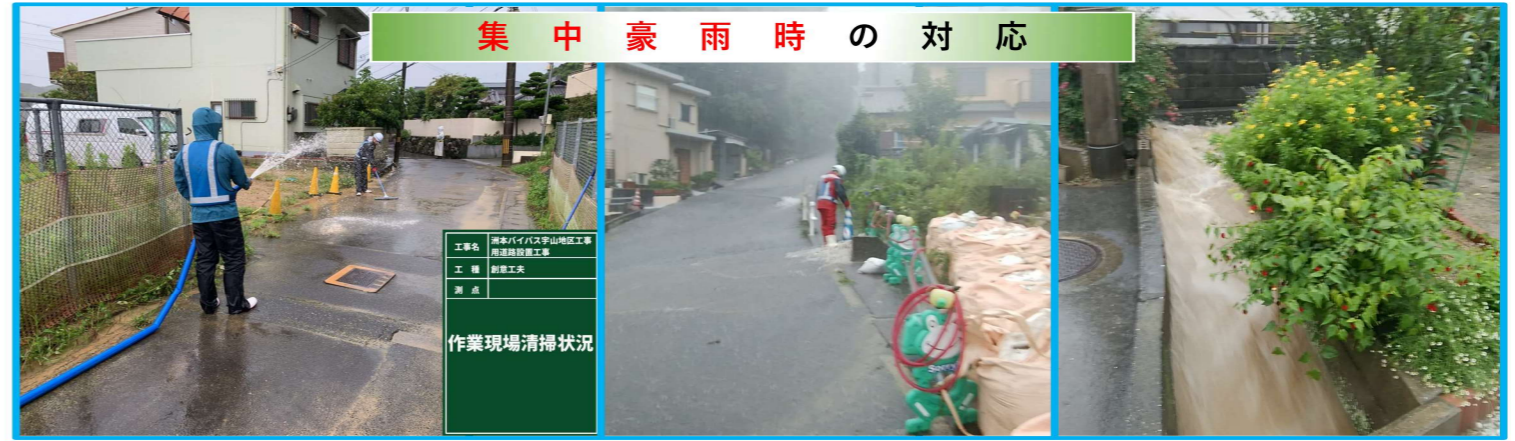 集中豪雨時の対応
工事名 洲本バイパス宇山地区工事
用道路設置工事
工種 創意工夫
測点
作業現場清掃状況